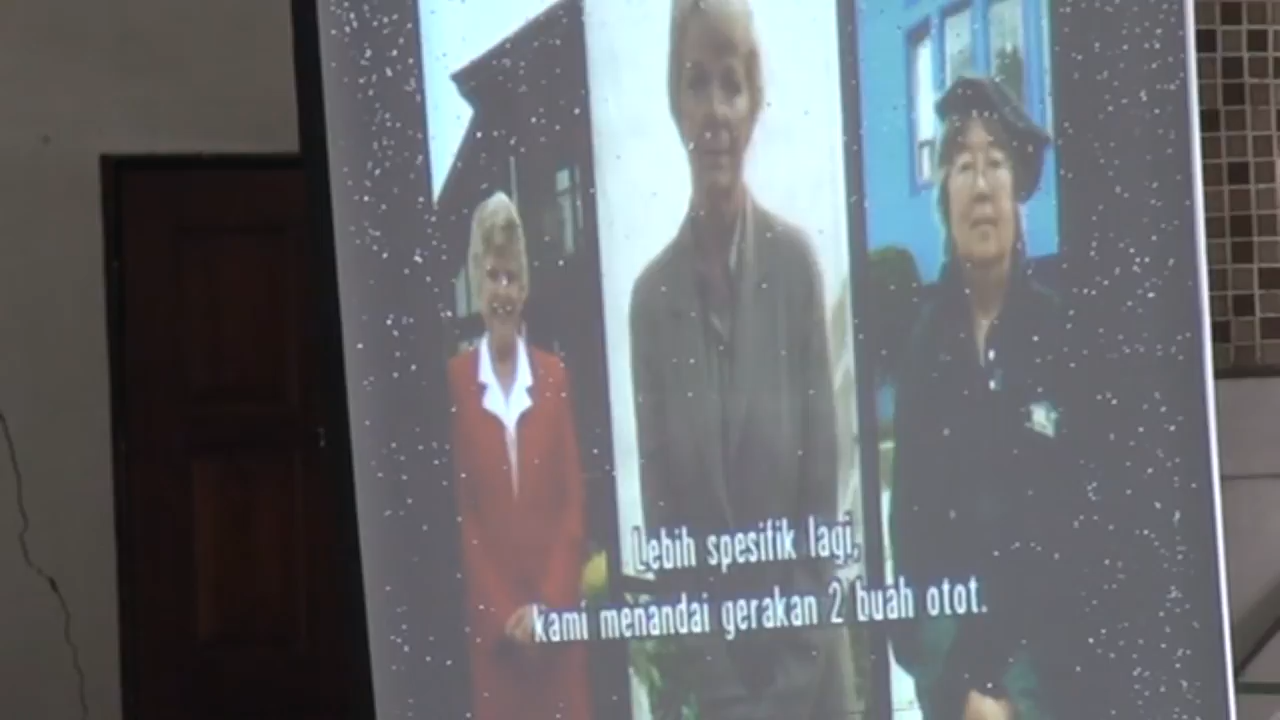 Lebih spesifik lagi,
kami menandai gerakan 2 buah otot.